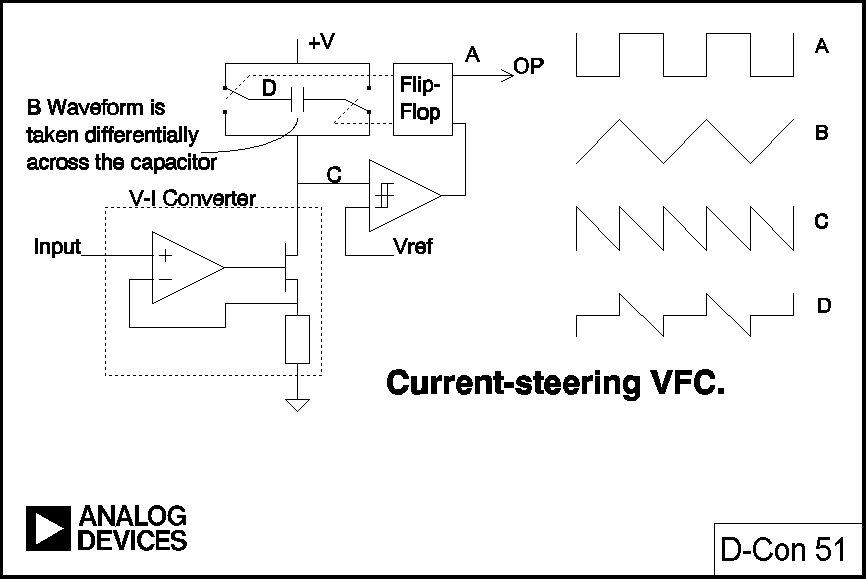 +V
A
OP
D
Flip-
Flop
B Waveform is
taken differentially
across the capacitor
C
V-I Converter
Input
+
−
Vref
A
B
C
D
Current-steering VFC.
ANALOG
DEVICES
D-Con 51